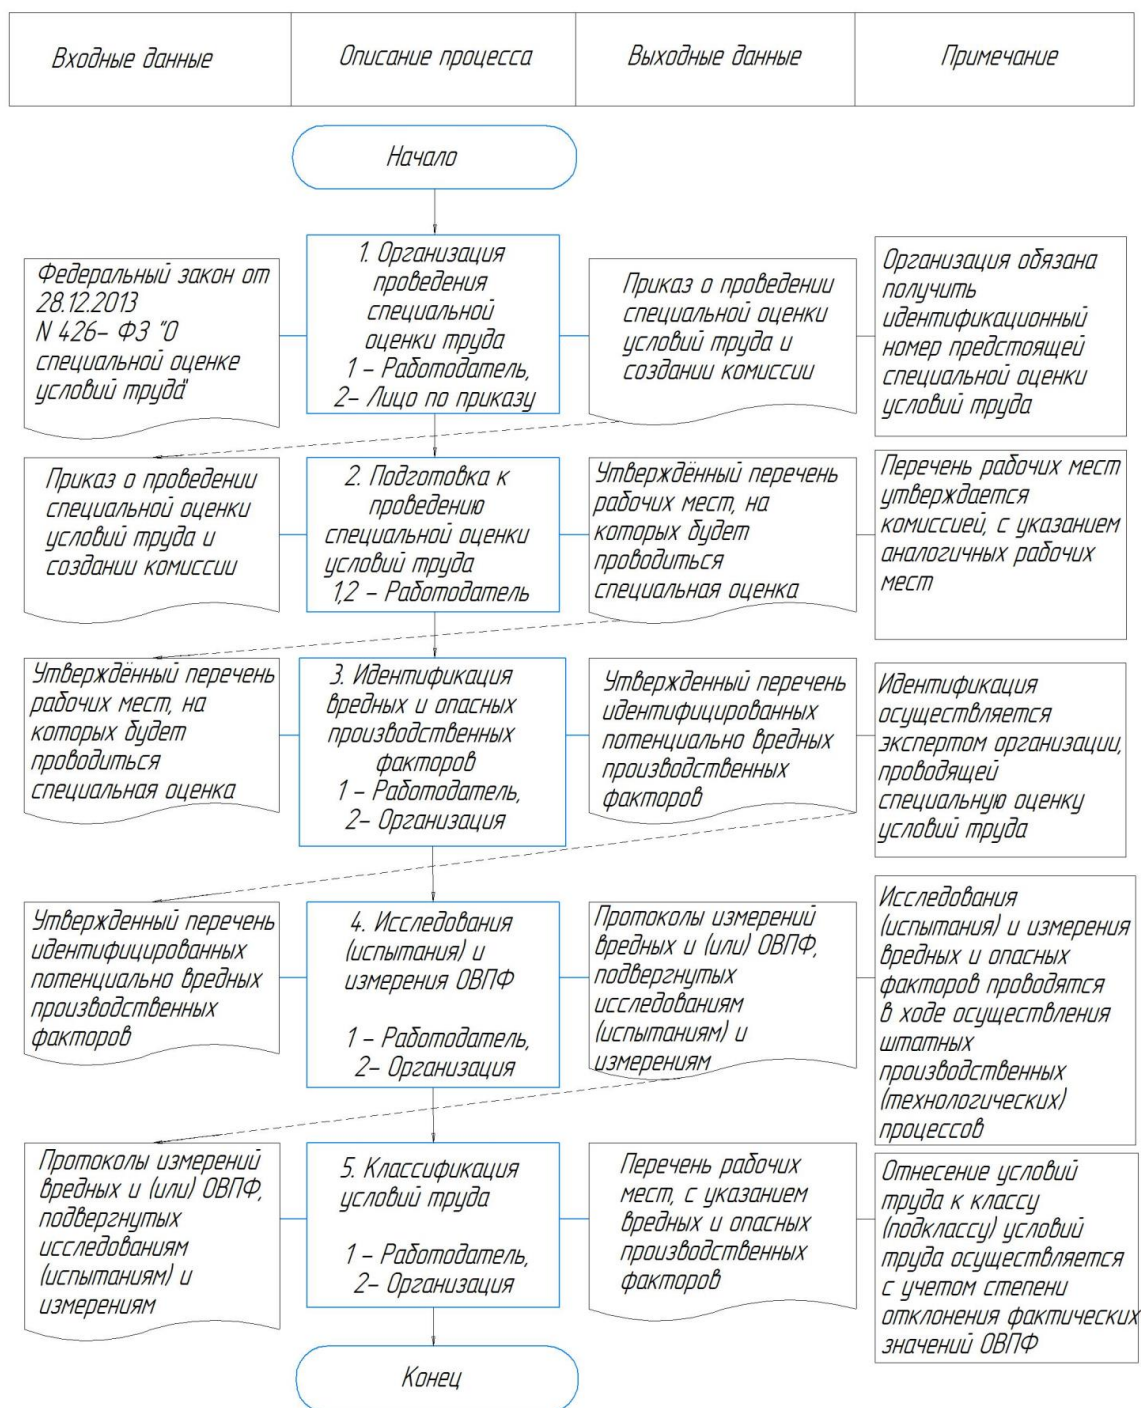 Входные данные
Описание процесса
Выходные данные
Примечание
Начало
Федеральный закон от
28.12.2013
N 426- ФЗ "О
специальной оценке
условий труда"
1. Организация
проведения
специальной
оценки труда
1 - Работодатель,
2- Лицо по приказу
Приказ о проведении
специальной оценки
условий труда и
создании комиссии
Организация обязана
получить
идентификационный
номер предстоящей
специальной оценки
условий труда
Приказ о проведении
специальной оценки
условий труда и
создании комиссии
2. Подготовка к
проведению
специальной оценки
условий труда
1,2 - Работодатель
Утверждённый перечень
рабочих мест, на
которых будет
проводиться
специальная оценка
Перечень рабочих мест
утверждается
комиссией, с указанием
аналогичных рабочих
мест
Утверждённый перечень
рабочих мест, на
которых будет
проводиться
специальная оценка
3. Идентификация
вредных и опасных
производственных
факторов
1 - Работодатель,
2- Организация
Утвержденный перечень
идентифицированных
потенциально вредных
производственных
факторов
Идентификация
осуществляется
экспертом организации,
проводящей
специальную оценку
условий труда
Утвержденный перечень
идентифицированных
потенциально вредных
производственных
факторов
4. Исследования
(испытания) и
измерения ОВПФ
1 - Работодатель,
2- Организация
Протоколы измерений
вредных и (или) ОВПФ,
подвергнутых
исследованиям
(испытаниям) и
измерениям
Исследования
(испытания) и измерения
вредных и опасных
факторов проводятся
в ходе осуществления
штатных
производственных
(технологических)
процессов
Протоколы измерений
вредных и (или) ОВПФ,
подвергнутых
исследованиям
(испытаниям) и
измерениям
5. Классификация
условий труда
1 - Работодатель,
2- Организация
Перечень рабочих
мест, с указанием
вредных и опасных
производственных
факторов
Отнесение условий
труда к классу
(подклассу) условий
труда осуществляется
с учетом степени
отклонения фактических
значений ОВПФ
Конец